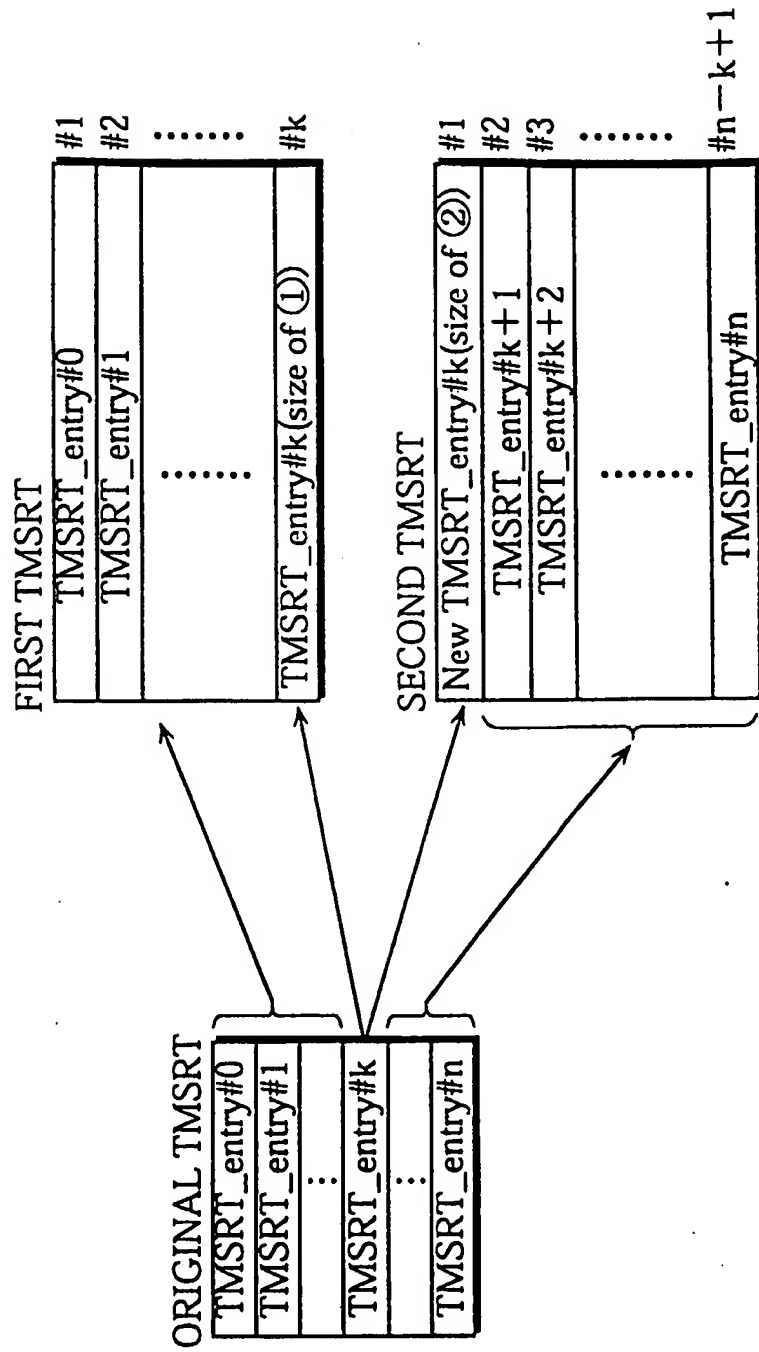 ORIGINAL TMSRT
TMSRT_entry#0
TMSRT_entry#1
⋯
TMSRT_entry#k
⋯
TMSRT_entry#n
FIRST TMSRT
TMSRT_entry#0 #1
TMSRT_entry#1 #2
⋯⋯⋯ ⋯⋯⋯
TMSRT_entry#k(size of ①) #k
SECOND TMSRT
New TMSRT_entry#k(size of ②) #1
TMSRT_entry#k+1 #2
TMSRT_entry#k+2 #3
⋯⋯⋯ ⋯⋯⋯
TMSRT_entry#n #n−k+1